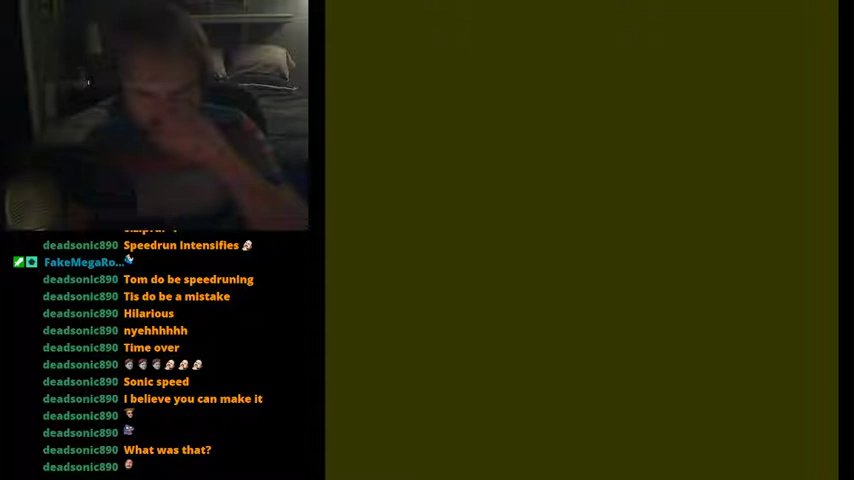 deadsonic890 Speedrun Intensifies
FakeMegaRo...
deadsonic890 Tom do be speedruning
deadsonic890 Tis do be a mistake
deadsonic890 Hilarious
deadsonic890 nyehhhhhh
deadsonic890 Time over
deadsonic890
deadsonic890 Sonic speed
deadsonic890 I believe you can make it
deadsonic890
deadsonic890
deadsonic890 What was that?
deadsonic890